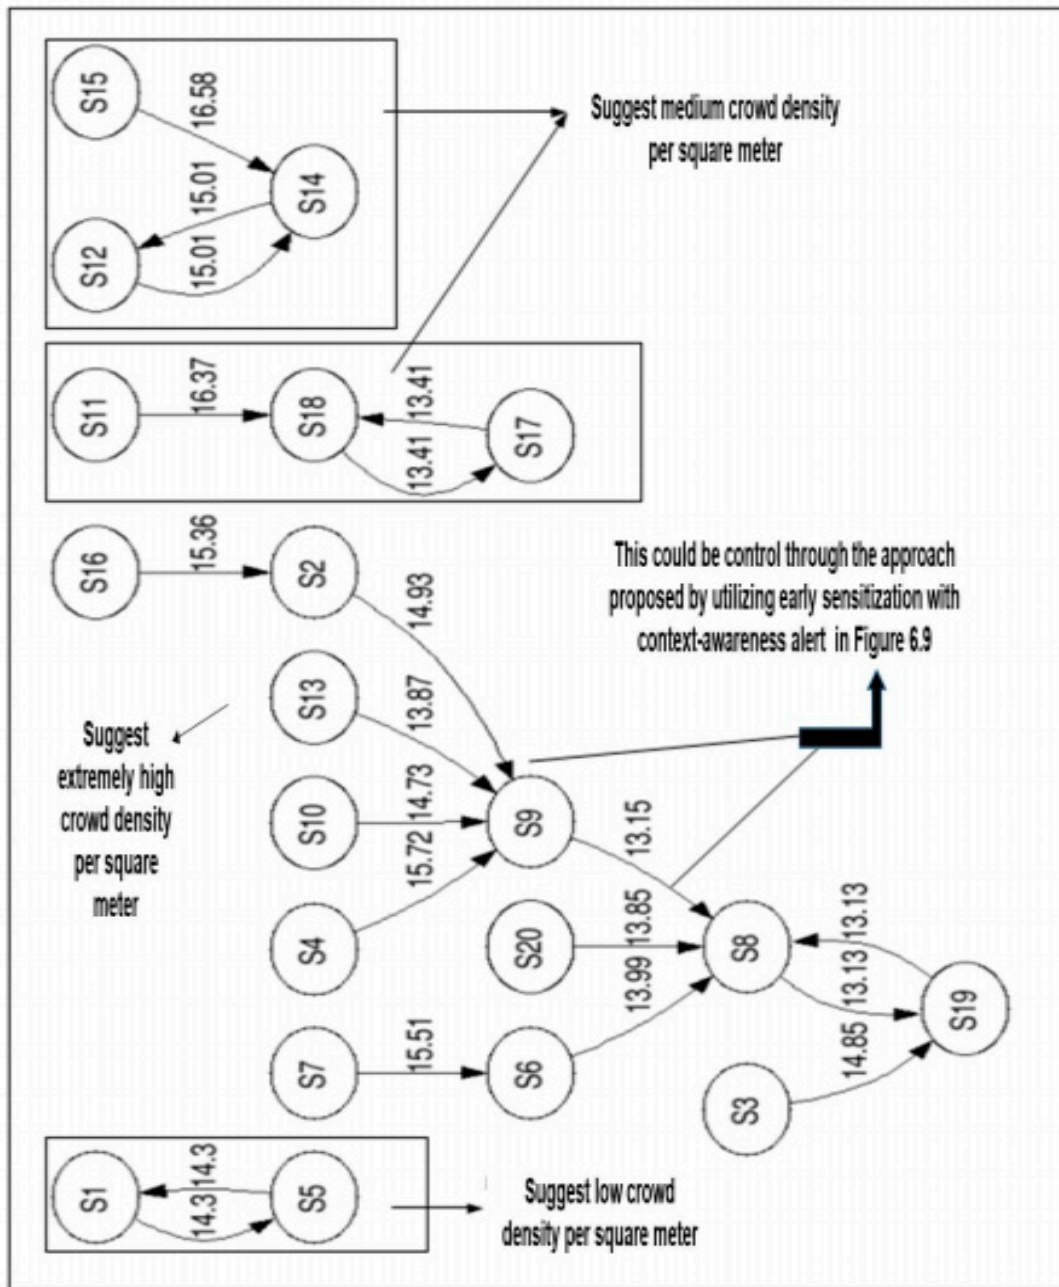 S15
16.58
Suggest medium crowd density
per square meter
S14
15.01
S12
15.01
S11
16.37
S18
13.41
13.41
S17
S16
15.36
S2
14.93
This could be control through the approach
proposed by utilizing early sensitization with
context-awareness alert in Figure 6.9
S13
13.87
Suggest
extremely high
crowd density
per square
meter
S10
14.73
S9
15.72
13.15
S4
S20
13.85
S8
13.13
13.13
13.99
S19
S7
15.51
S6
S3
14.85
S1
14.3
14.3
S5
Suggest low crowd
density per square meter